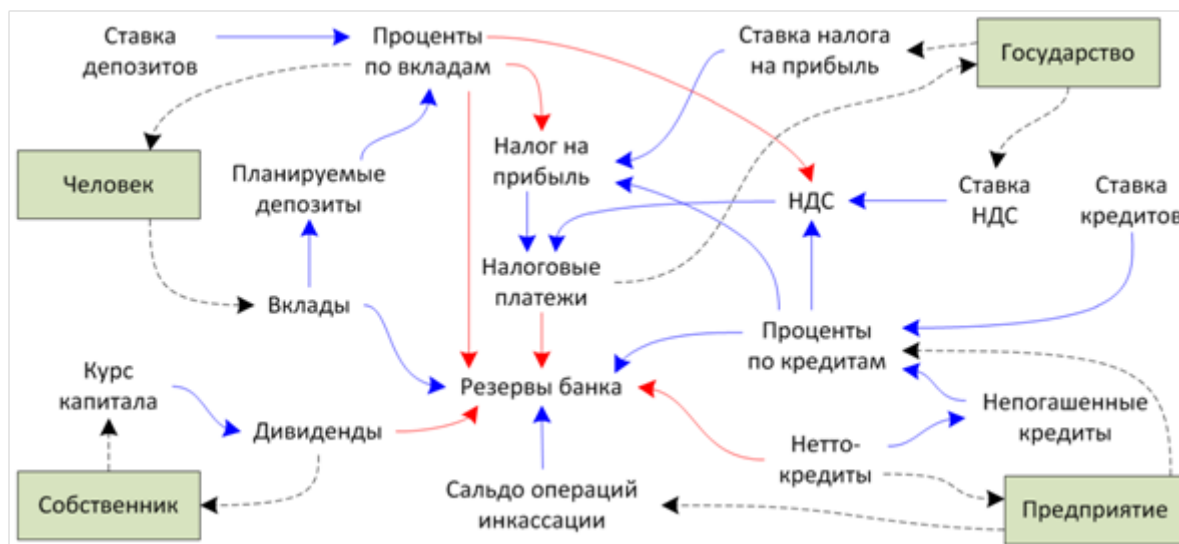 Ставка
депозитов
Проценты
по вкладам
Ставка налога
на прибыль
Государство
Человек
Планируемые
депозиты
Налог на
прибыль
НДС
Ставка
НДС
Ставка
кредитов
Вклады
Налоговые
платежи
Проценты
по кредитам
Курс
капитала
Резервы банка
Дивиденды
Непогашенные
кредиты
Нетто-
кредиты
Собственник
Сальдо операций
инкассации
Предприятие